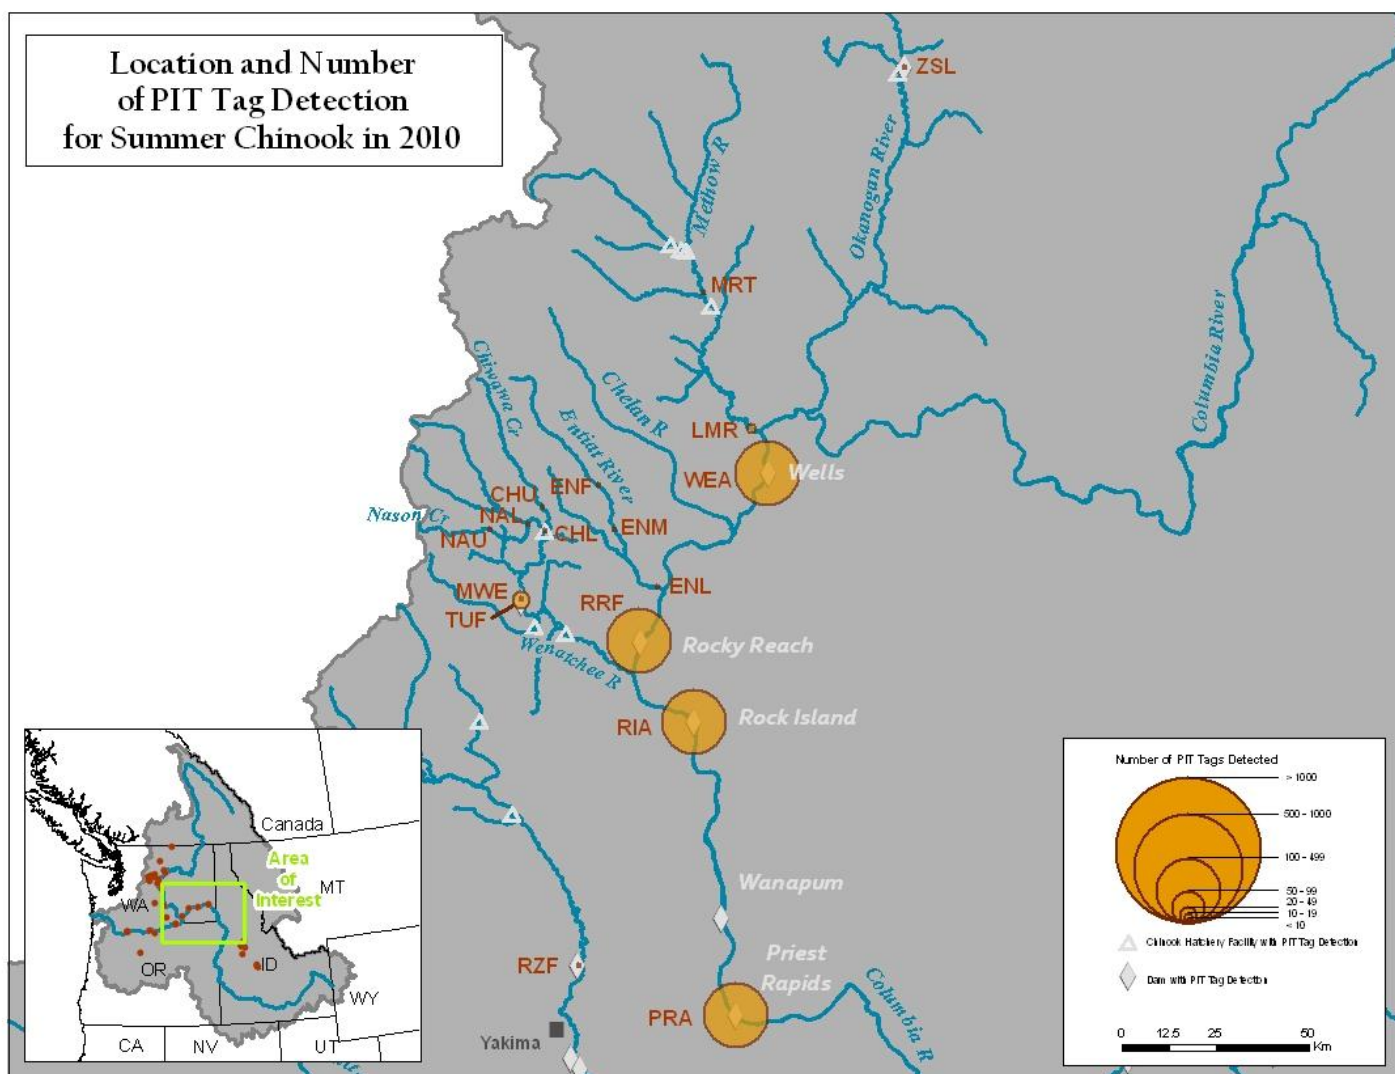 Location and Number
of PIT Tag Detection
for Summer Chinook in 2010
ZSL
Methow R
Okanogan River
MRT
Columbia River
Chiwawa Cr
Chelan R
Entiat River
LMR
WEA
Wells
CHU
ENF
Nason Cr
NAL
NAU
CHL
ENM
MWE
TUF
ENL
RRF
Rocky Reach
Wenatchee R
RIA
Rock Island
Wanapum
RZF
Priest
Rapids
PRA
Columbia R
Yakima
Canada
Area
of
Interest
MT
WA
OR
ID
WY
CA
NV
UT
Number of PIT Tags Detected
> 1000
500 - 1000
100 - 499
50 - 99
20 - 49
10 - 19
< 10
Chinook Hatchery Facility with PIT Tag Detection
Dam with PIT Tag Detection
0 12.5 25 50
Km